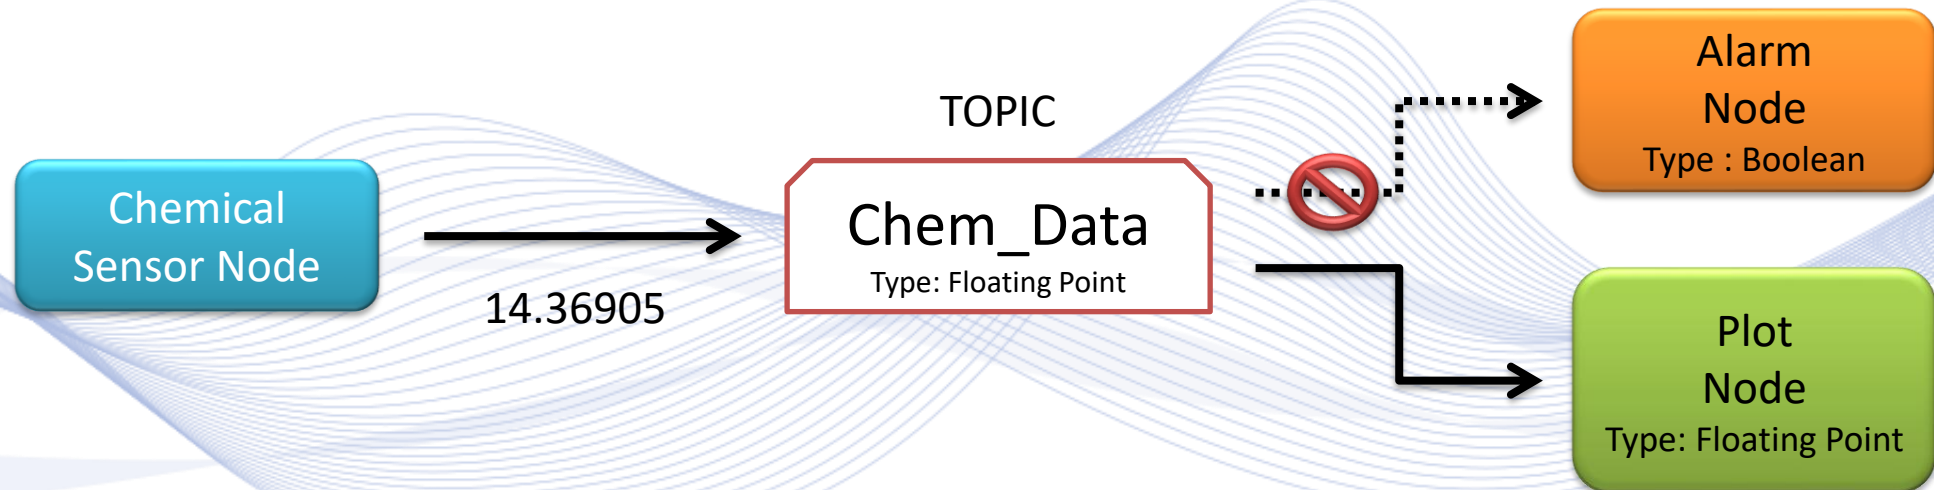 Chemical
Sensor Node
14.36905
TOPIC
Chem_Data
Type: Floating Point
Alarm
Node
Type : Boolean
Plot
Node
Type: Floating Point